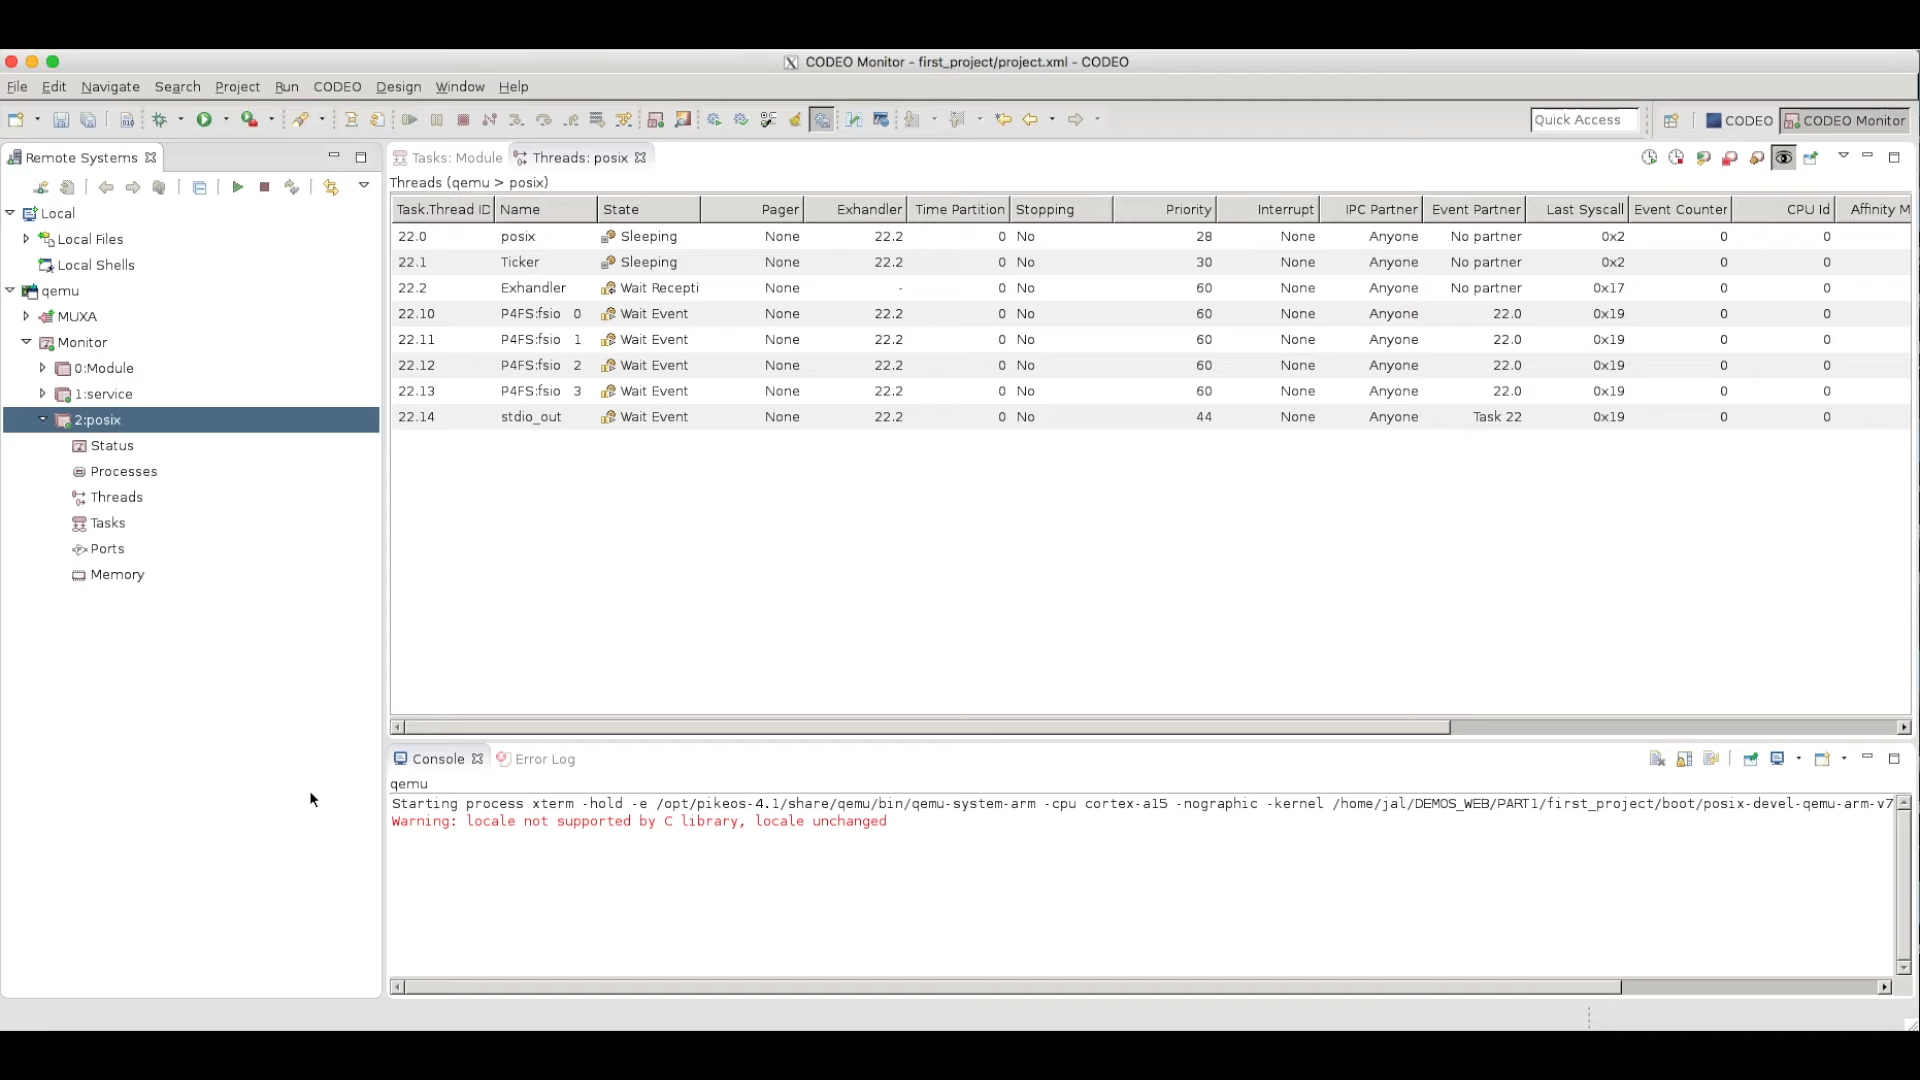 CODEO Monitor - first_project/project.xml - CODEO
File Edit Navigate Search Project Run CODEO Design Window Help
Quick Access CODEO CODEO Monitor
Remote Systems
Tasks: Module Threads: posix
Threads (qemu > posix)
Local
Local Files
Local Shells
qemu
MUXA
Monitor
0:Module
1:service
2:posix
Status
Processes
Threads
Tasks
Ports
Memory
Task.Thread ID Name State Pager Exhandler Time Partition Stopping Priority Interrupt IPC Partner Event Partner Last Syscall Event Counter CPU Id Affinity M
22.0 posix Sleeping None 22.2 0 No 28 None Anyone No partner 0x2 0 0
22.1 Ticker Sleeping None 22.2 0 No 30 None Anyone No partner 0x2 0 0
22.2 Exhandler Wait Recepti None - 0 No 60 None Anyone No partner 0x17 0 0
22.10 P4FS:fsio 0 Wait Event None 22.2 0 No 60 None Anyone 22.0 0x19 0 0
22.11 P4FS:fsio 1 Wait Event None 22.2 0 No 60 None Anyone 22.0 0x19 0 0
22.12 P4FS:fsio 2 Wait Event None 22.2 0 No 60 None Anyone 22.0 0x19 0 0
22.13 P4FS:fsio 3 Wait Event None 22.2 0 No 60 None Anyone 22.0 0x19 0 0
22.14 stdio_out Wait Event None 22.2 0 No 44 None Anyone Task 22 0x19 0 0
Console Error Log
qemu
Starting process xterm -hold -e /opt/pikeos-4.1/share/qemu/bin/qemu-system-arm -cpu cortex-a15 -nographic -kernel /home/jal/DEMOS_WEB/PART1/first_project/boot/posix-devel-qemu-arm-v7
Warning: locale not supported by C library, locale unchanged